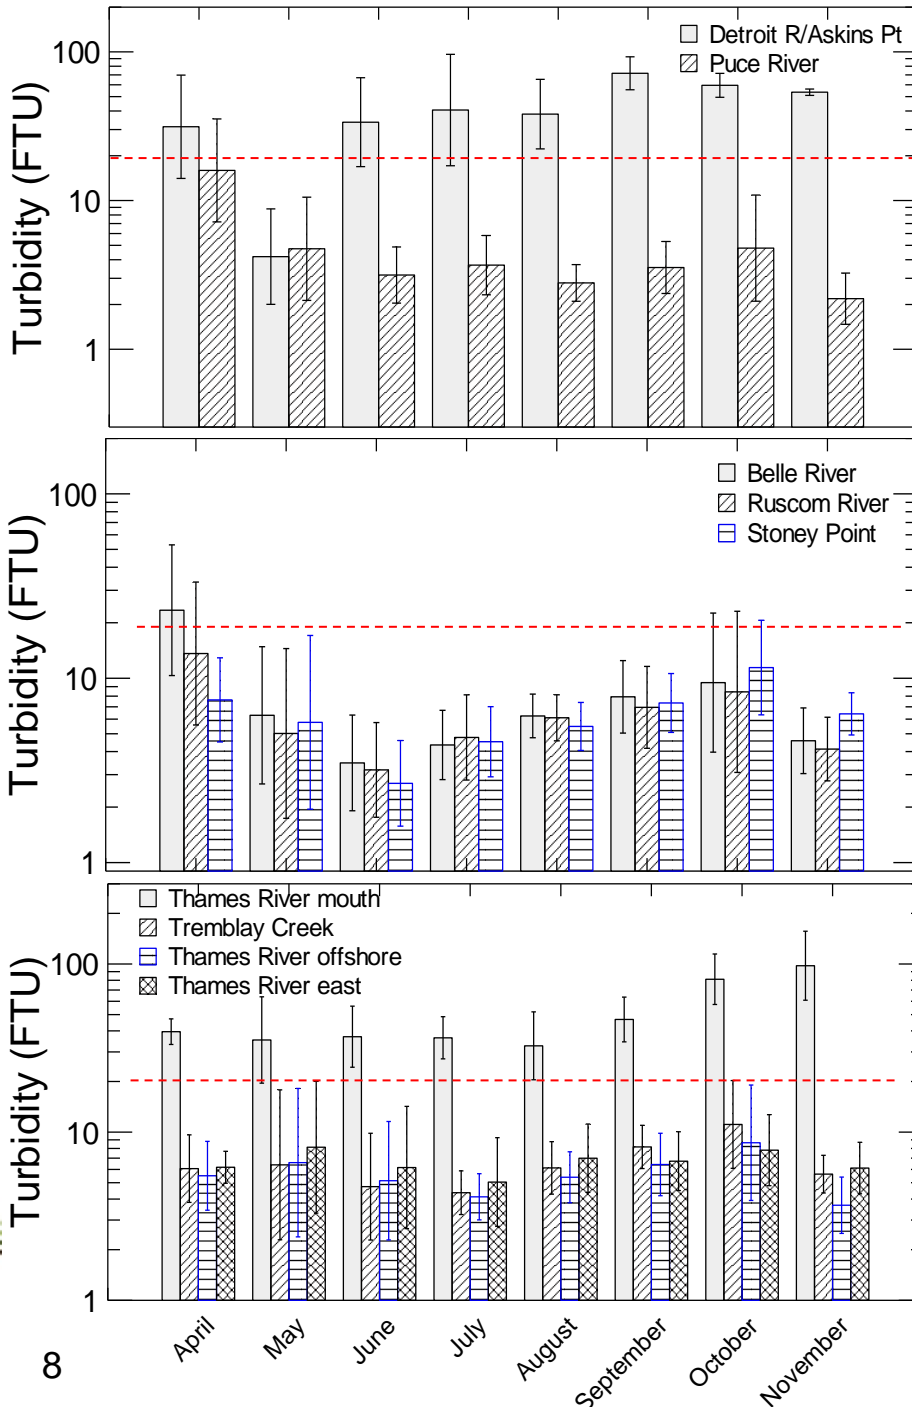 Turbidity (FTU)
100
10
1
Detroit R/Askins Pt
Puce River
Turbidity (FTU)
100
10
1
Belle River
Ruscom River
Stoney Point
Turbidity (FTU)
100
10
1
Thames River mouth
Tremblay Creek
Thames River offshore
Thames River east
April
May
June
July
August
September
October
November
8